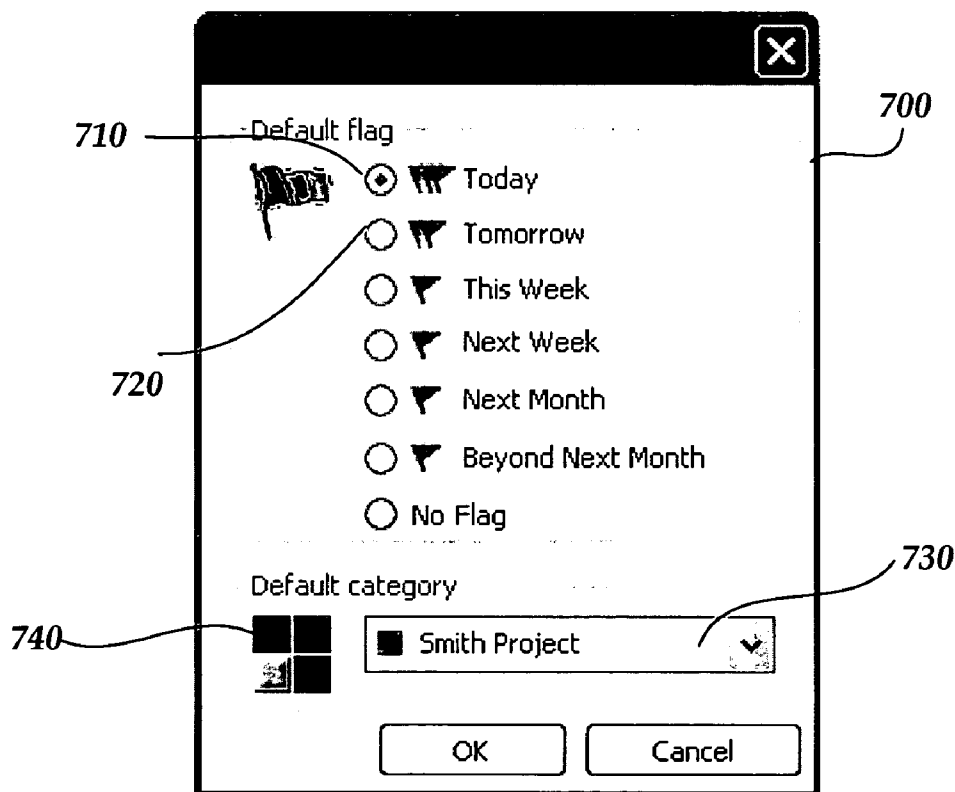 700
710
Default flag
Today
Tomorrow
This Week
Next Week
720
Next Month
Beyond Next Month
No Flag
730
Default category
740
Smith Project
OK
Cancel